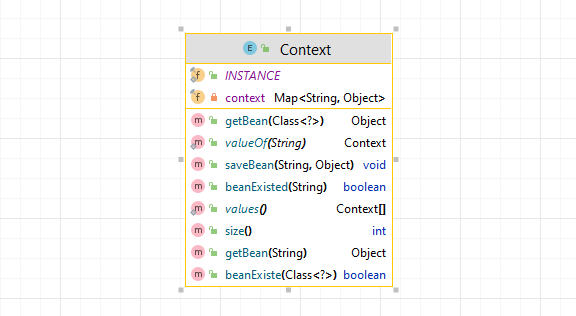 Context
INSTANCE
context Map<String, Object>
getBean(Class<?>) Object
valueOf(String) Context
saveBean(String, Object) void
beanExisted(String) boolean
values() Context[]
size() int
getBean(String) Object
beanExiste(Class<?>) boolean